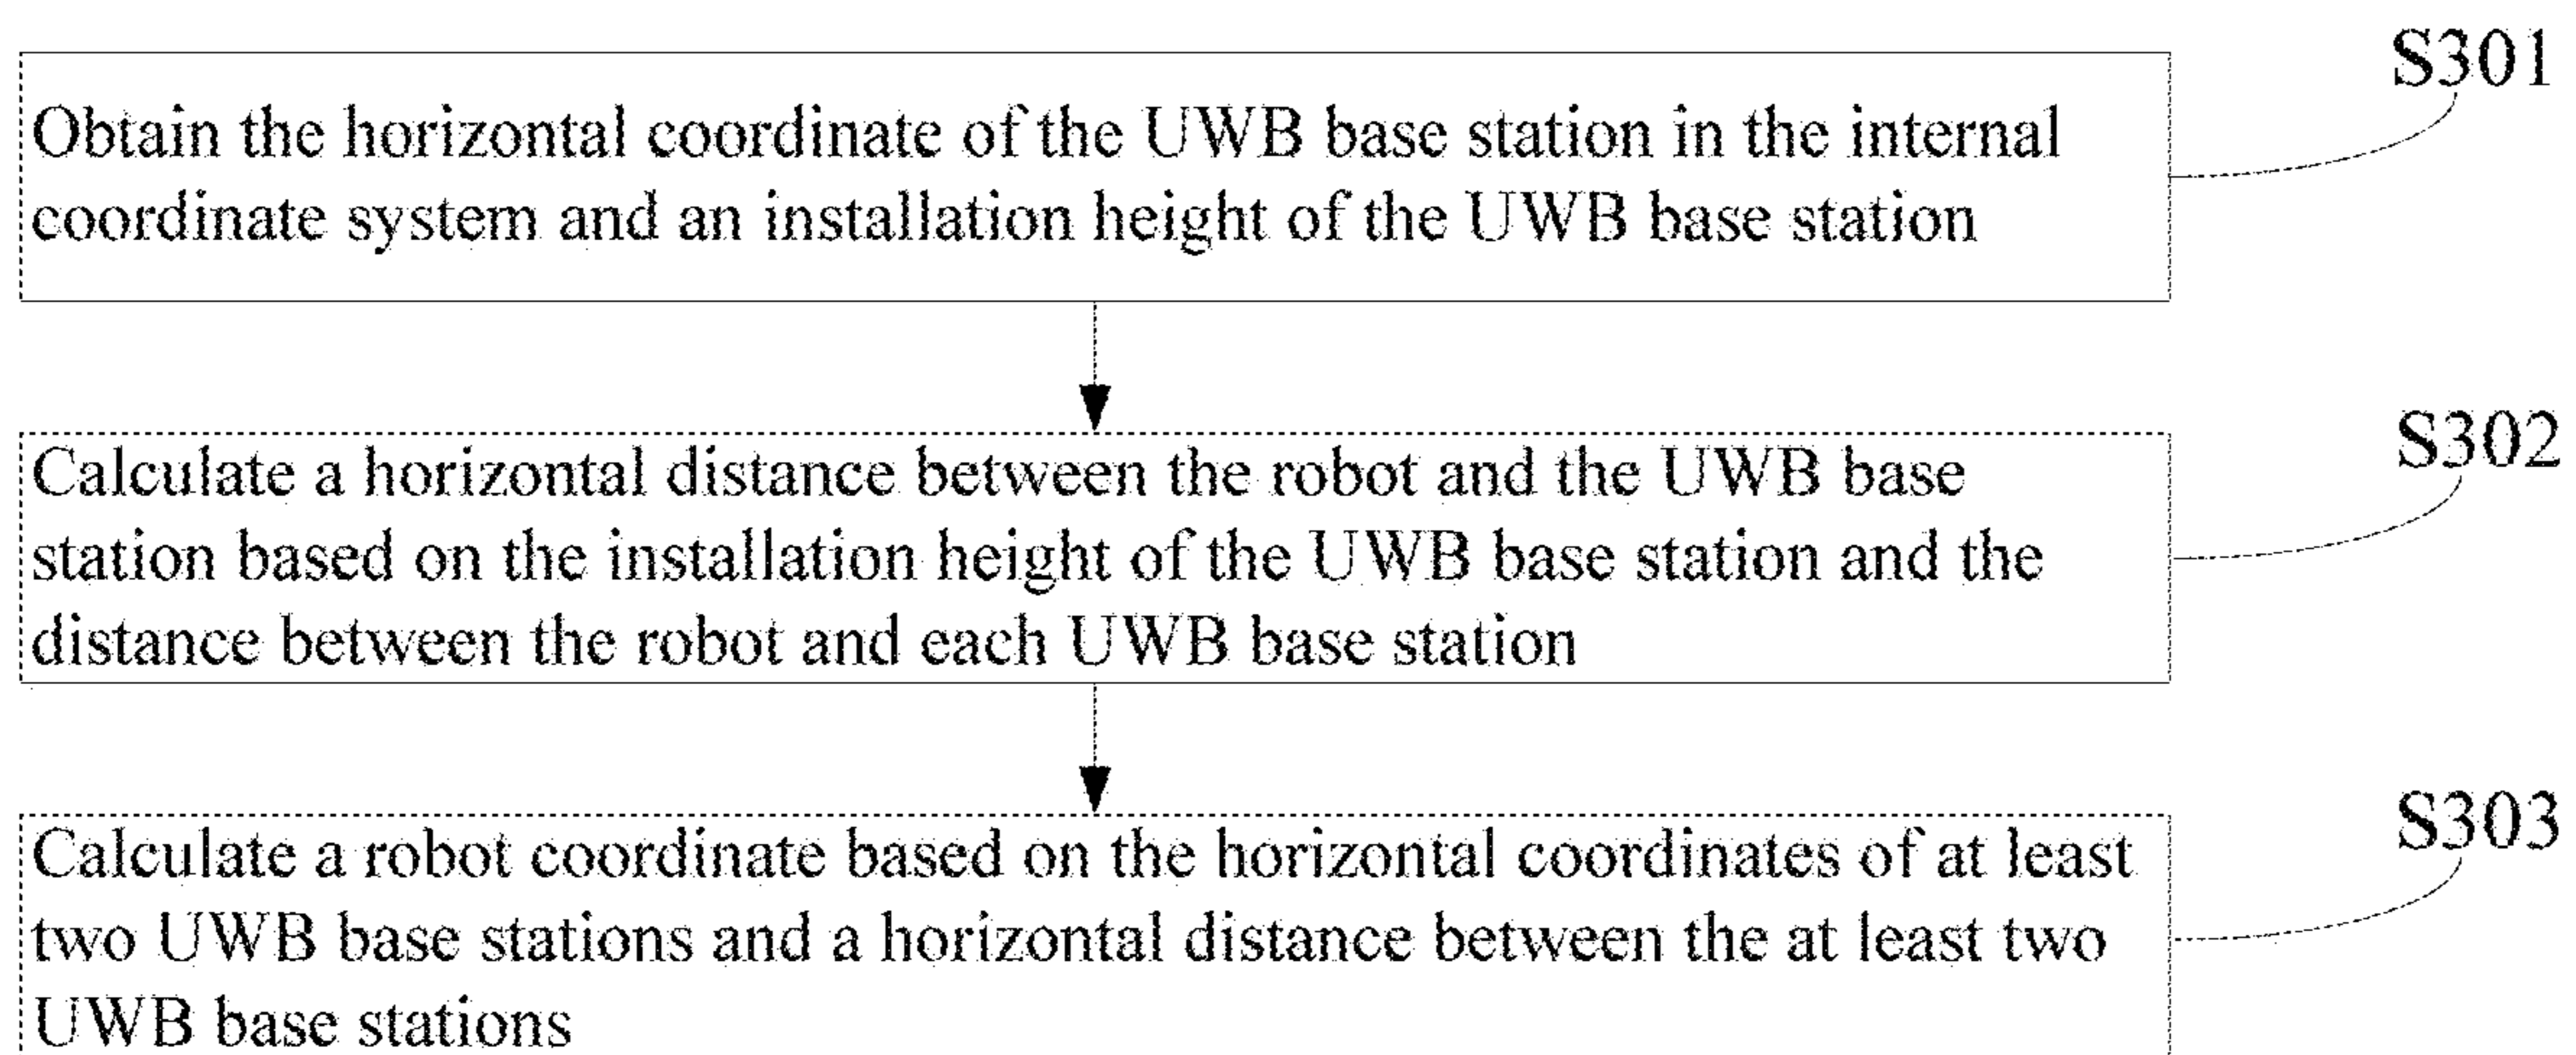 S301
Obtain the horizontal coordinate of the UWB base station in the internal
coordinate system and an installation height of the UWB base station
S302
Calculate a horizontal distance between the robot and the UWB base
station based on the installation height of the UWB base station and the
distance between the robot and each UWB base station
S303
Calculate a robot coordinate based on the horizontal coordinates of at least
two UWB base stations and a horizontal distance between the at least two
UWB base stations